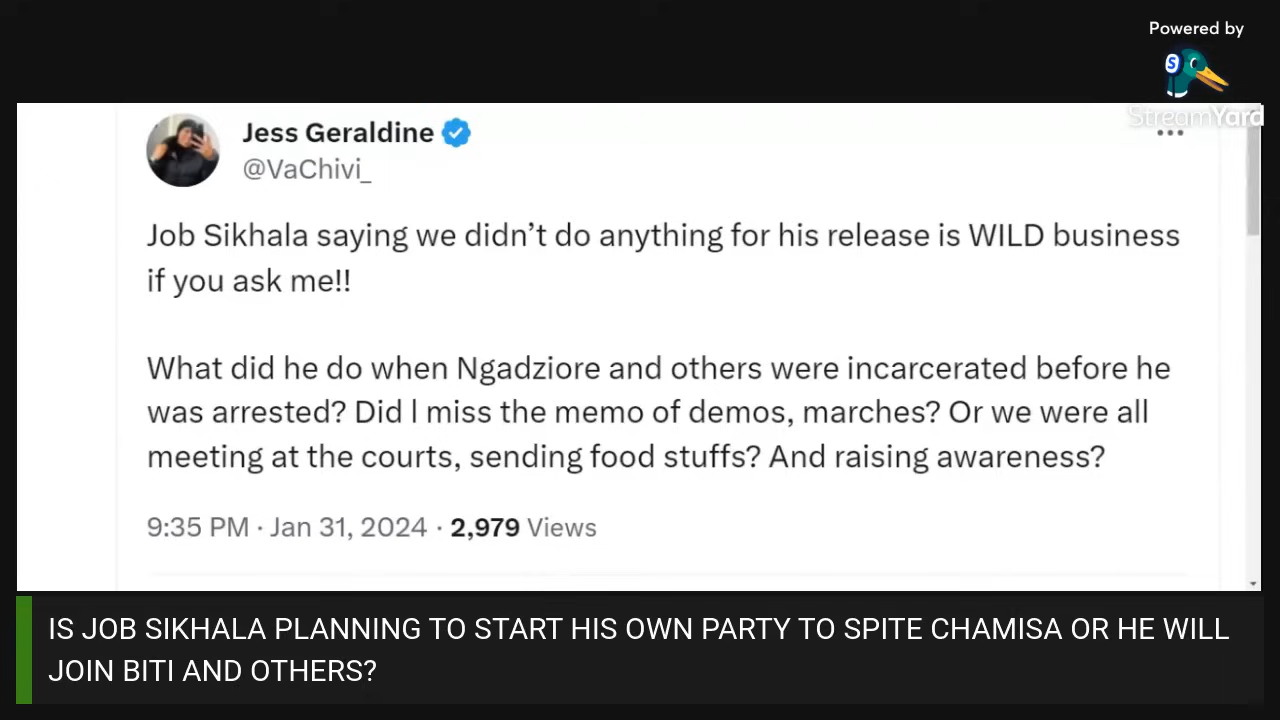 Powered by
S
StreamYard
Jess Geraldine
@VaChivi_
Job Sikhala saying we didn’t do anything for his release is WILD business
if you ask me!!
What did he do when Ngadziore and others were incarcerated before he
was arrested? Did I miss the memo of demos, marches? Or we were all
meeting at the courts, sending food stuffs? And raising awareness?
9:35 PM · Jan 31, 2024 · 2,979 Views
IS JOB SIKHALA PLANNING TO START HIS OWN PARTY TO SPITE CHAMISA OR HE WILL
JOIN BITI AND OTHERS?